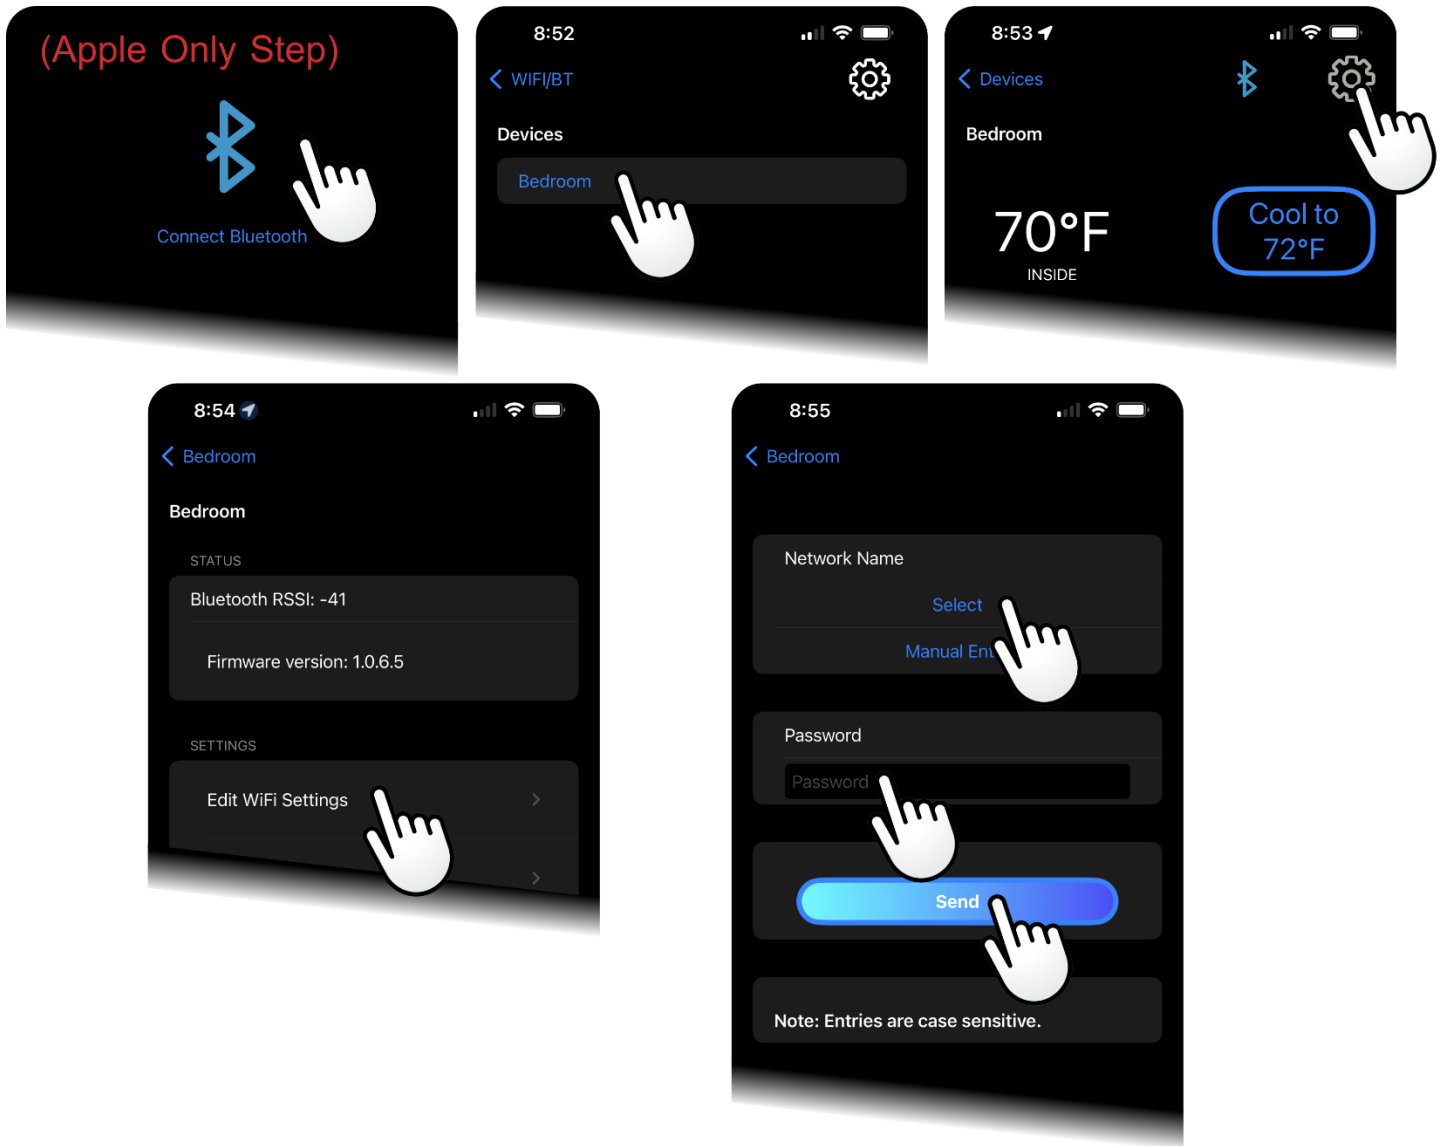 (Apple Only Step)
Connect Bluetooth
8:52
WIFI/BT
Devices
Bedroom
8:53
Devices
Bedroom
70°F
INSIDE
Cool to
72°F
8:54
Bedroom
Bedroom
STATUS
Bluetooth RSSI: -41
Firmware version: 1.0.6.5
SETTINGS
Edit WiFi Settings
8:55
Bedroom
Network Name
Select
Manual Ent
Password
Password
Send
Note: Entries are case sensitive.